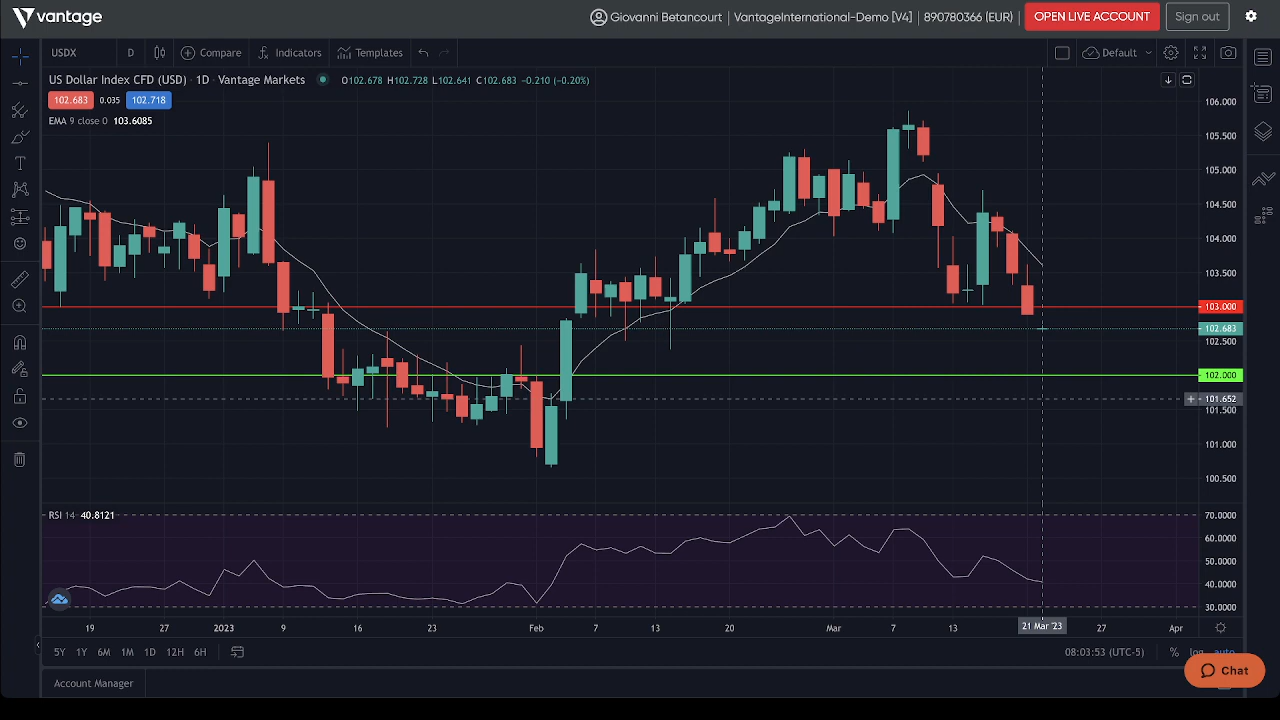 vantage
Giovanni Betancourt | VantageInternational-Demo [V4] | 890780366 (EUR) | OPEN LIVE ACCOUNT Sign out
USDX D Compare Indicators Templates Default
US Dollar Index CFD (USD) · 1D · Vantage Markets O102.678 H102.728 L102.641 C102.683 -0.210 (-0.20%)
102.683 0.035 102.718
EMA 9 close 0 103.6085
106.000
105.500
105.000
104.500
104.000
103.500
103.000
102.683
102.500
102.000
101.652
101.500
101.000
100.500
RSI 14 40.8121
70.0000
60.0000
50.0000
40.0000
30.0000
19 27 2023 9 16 23 Feb 7 13 20 Mar 7 13 21 Mar '23 27 Apr
5Y 1Y 6M 1M 1D 12H 6H 08:03:53 (UTC-5) % log auto
Chat
Account Manager